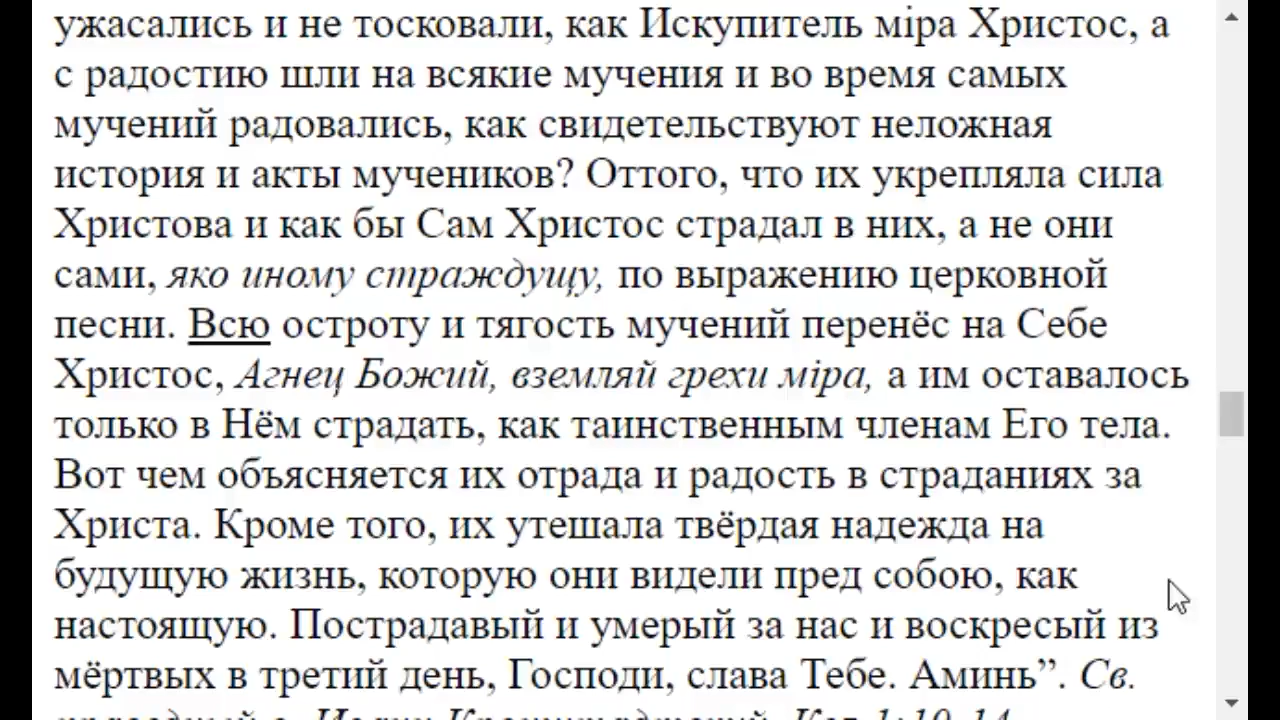 ужасались и не тосковали, как Искупитель мiра Христос, а
с радостию шли на всякие мучения и во время самых
мучений радовались, как свидетельствуют неложная
история и акты мучеников? Оттого, что их укрепляла сила
Христова и как бы Сам Христос страдал в них, а не они
сами, яко иному страждущу, по выражению церковной
песни. Всю остроту и тягость мучений перенёс на Себе
Христос, Агнец Божий, вземляй грехи мiра, а им оставалось
только в Нём страдать, как таинственным членам Его тела.
Вот чем объясняется их отрада и радость в страданиях за
Христа. Кроме того, их утешала твёрдая надежда на
будущую жизнь, которую они видели пред собою, как
настоящую. Пострадавый и умерый за нас и воскресый из
мёртвых в третий день, Господи, слава Тебе. Аминь”. Св.